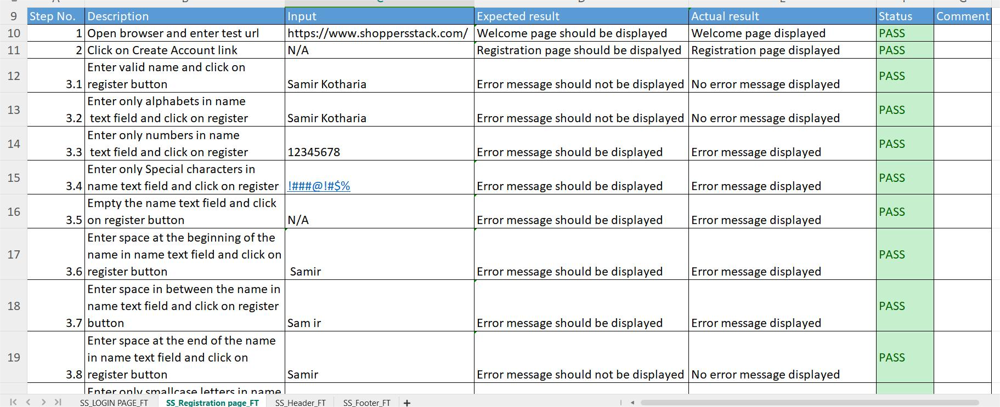 9 Step No. Description Input Expected result Actual result Status Comment
10 1 Open browser and enter test url https://www.shoppersstack.com/ Welcome page should be displayed Welcome page displayed PASS
11 2 Click on Create Account link N/A Registration page should be dispalyed Registration page displayed PASS
Enter valid name and click on
12 3.1 register button Samir Kotharia Error message should not be displayed No error message displayed PASS
Enter only alphabets in name
13 3.2 text field and click on register Samir Kotharia Error message should not be displayed No error message displayed PASS
Enter only numbers in name
14 3.3 text field and click on register 12345678 Error message should be displayed Error message displayed PASS
Enter only Special characters in
15 3.4 name text field and click on register !###@!#$% Error message should be displayed Error message displayed PASS
Empty the name text field and click
16 3.5 on register button N/A Error message should be displayed Error message displayed PASS
Enter space at the beginning of the
name in name text field and click on
17 3.6 register button Samir Error message should be displayed Error message displayed PASS
Enter space in between the name in
name text field and click on register
18 3.7 button Sam ir Error message should be displayed Error message displayed PASS
Enter space at the end of the name
in name text field and click on
19 3.8 register button Samir Error message should not be displayed No error message displayed PASS
Enter only smallcase letters in name
SS_LOGIN PAGE_FT SS_Registration page_FT SS_Header_FT SS_Footer_FT